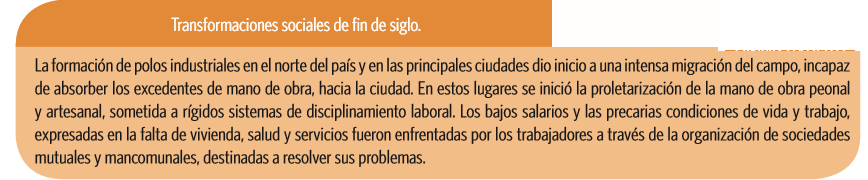 Transformaciones sociales de fin de siglo.
La formación de polos industriales en el norte del país y en las principales ciudades dio inicio a una intensa migración del campo, incapaz
de absorber los excedentes de mano de obra, hacia la ciudad. En estos lugares se inició la proletarización de la mano de obra peonal
y artesanal, sometida a rígidos sistemas de disciplinamiento laboral. Los bajos salarios y las precarias condiciones de vida y trabajo,
expresadas en la falta de vivienda, salud y servicios fueron enfrentadas por los trabajadores a través de la organización de sociedades
mutuales y mancomunales, destinadas a resolver sus problemas.